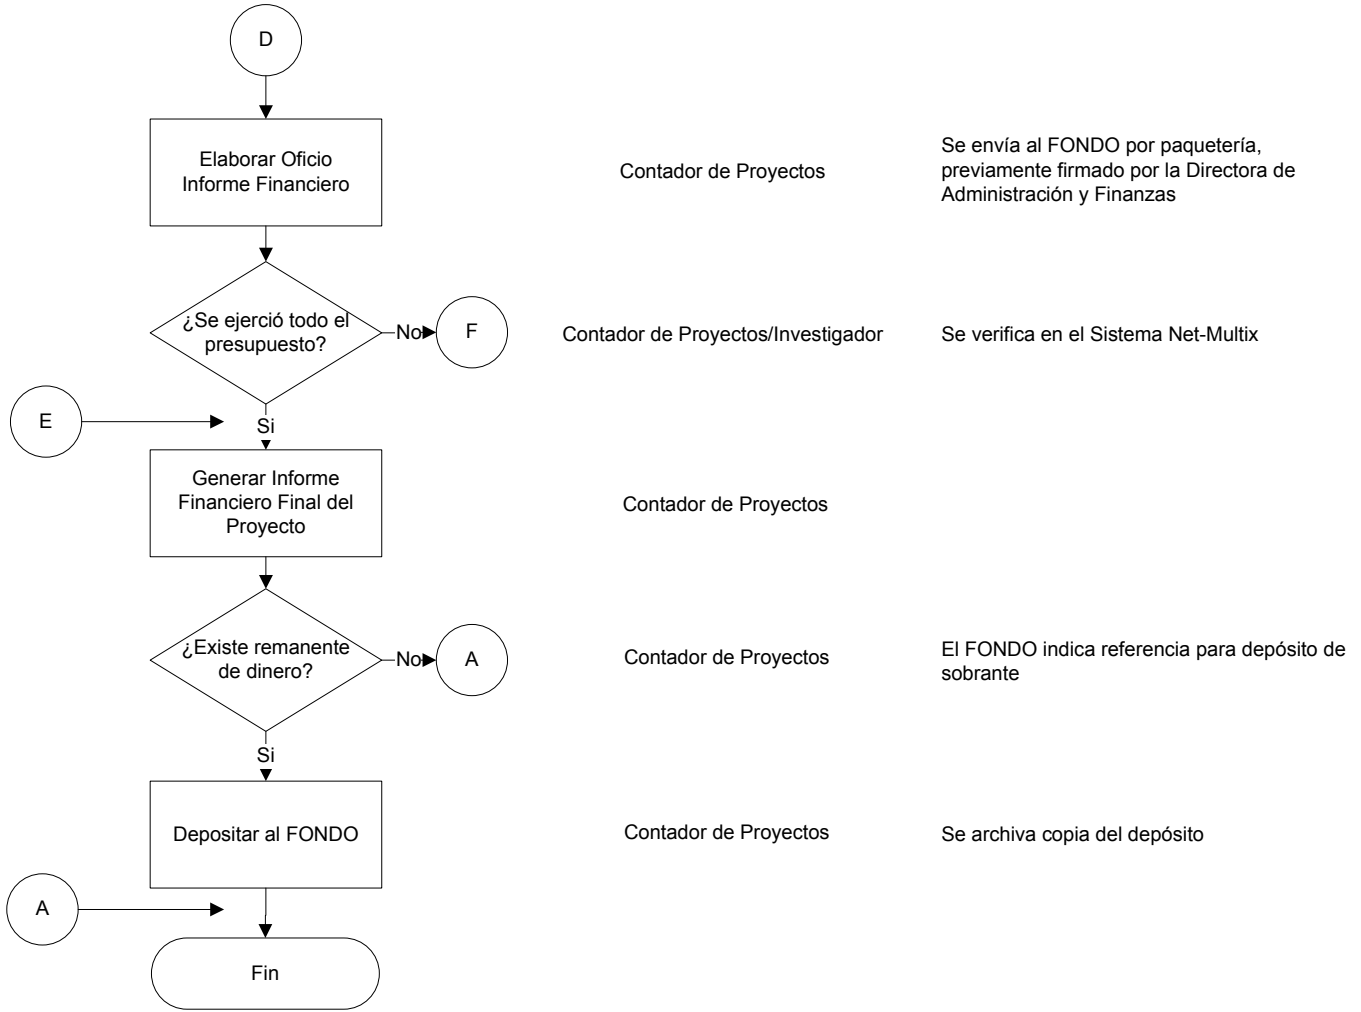 D
Elaborar Oficio
Informe Financiero
Contador de Proyectos
Se envía al FONDO por paquetería,
previamente firmado por la Directora de
Administración y Finanzas
¿Se ejerció todo el
presupuesto?
No
F
Contador de Proyectos/Investigador
Se verifica en el Sistema Net-Multix
E
Si
Generar Informe
Financiero Final del
Proyecto
Contador de Proyectos
¿Existe remanente
de dinero?
No
A
Contador de Proyectos
El FONDO indica referencia para depósito de
sobrante
Si
Depositar al FONDO
Contador de Proyectos
Se archiva copia del depósito
A
Fin